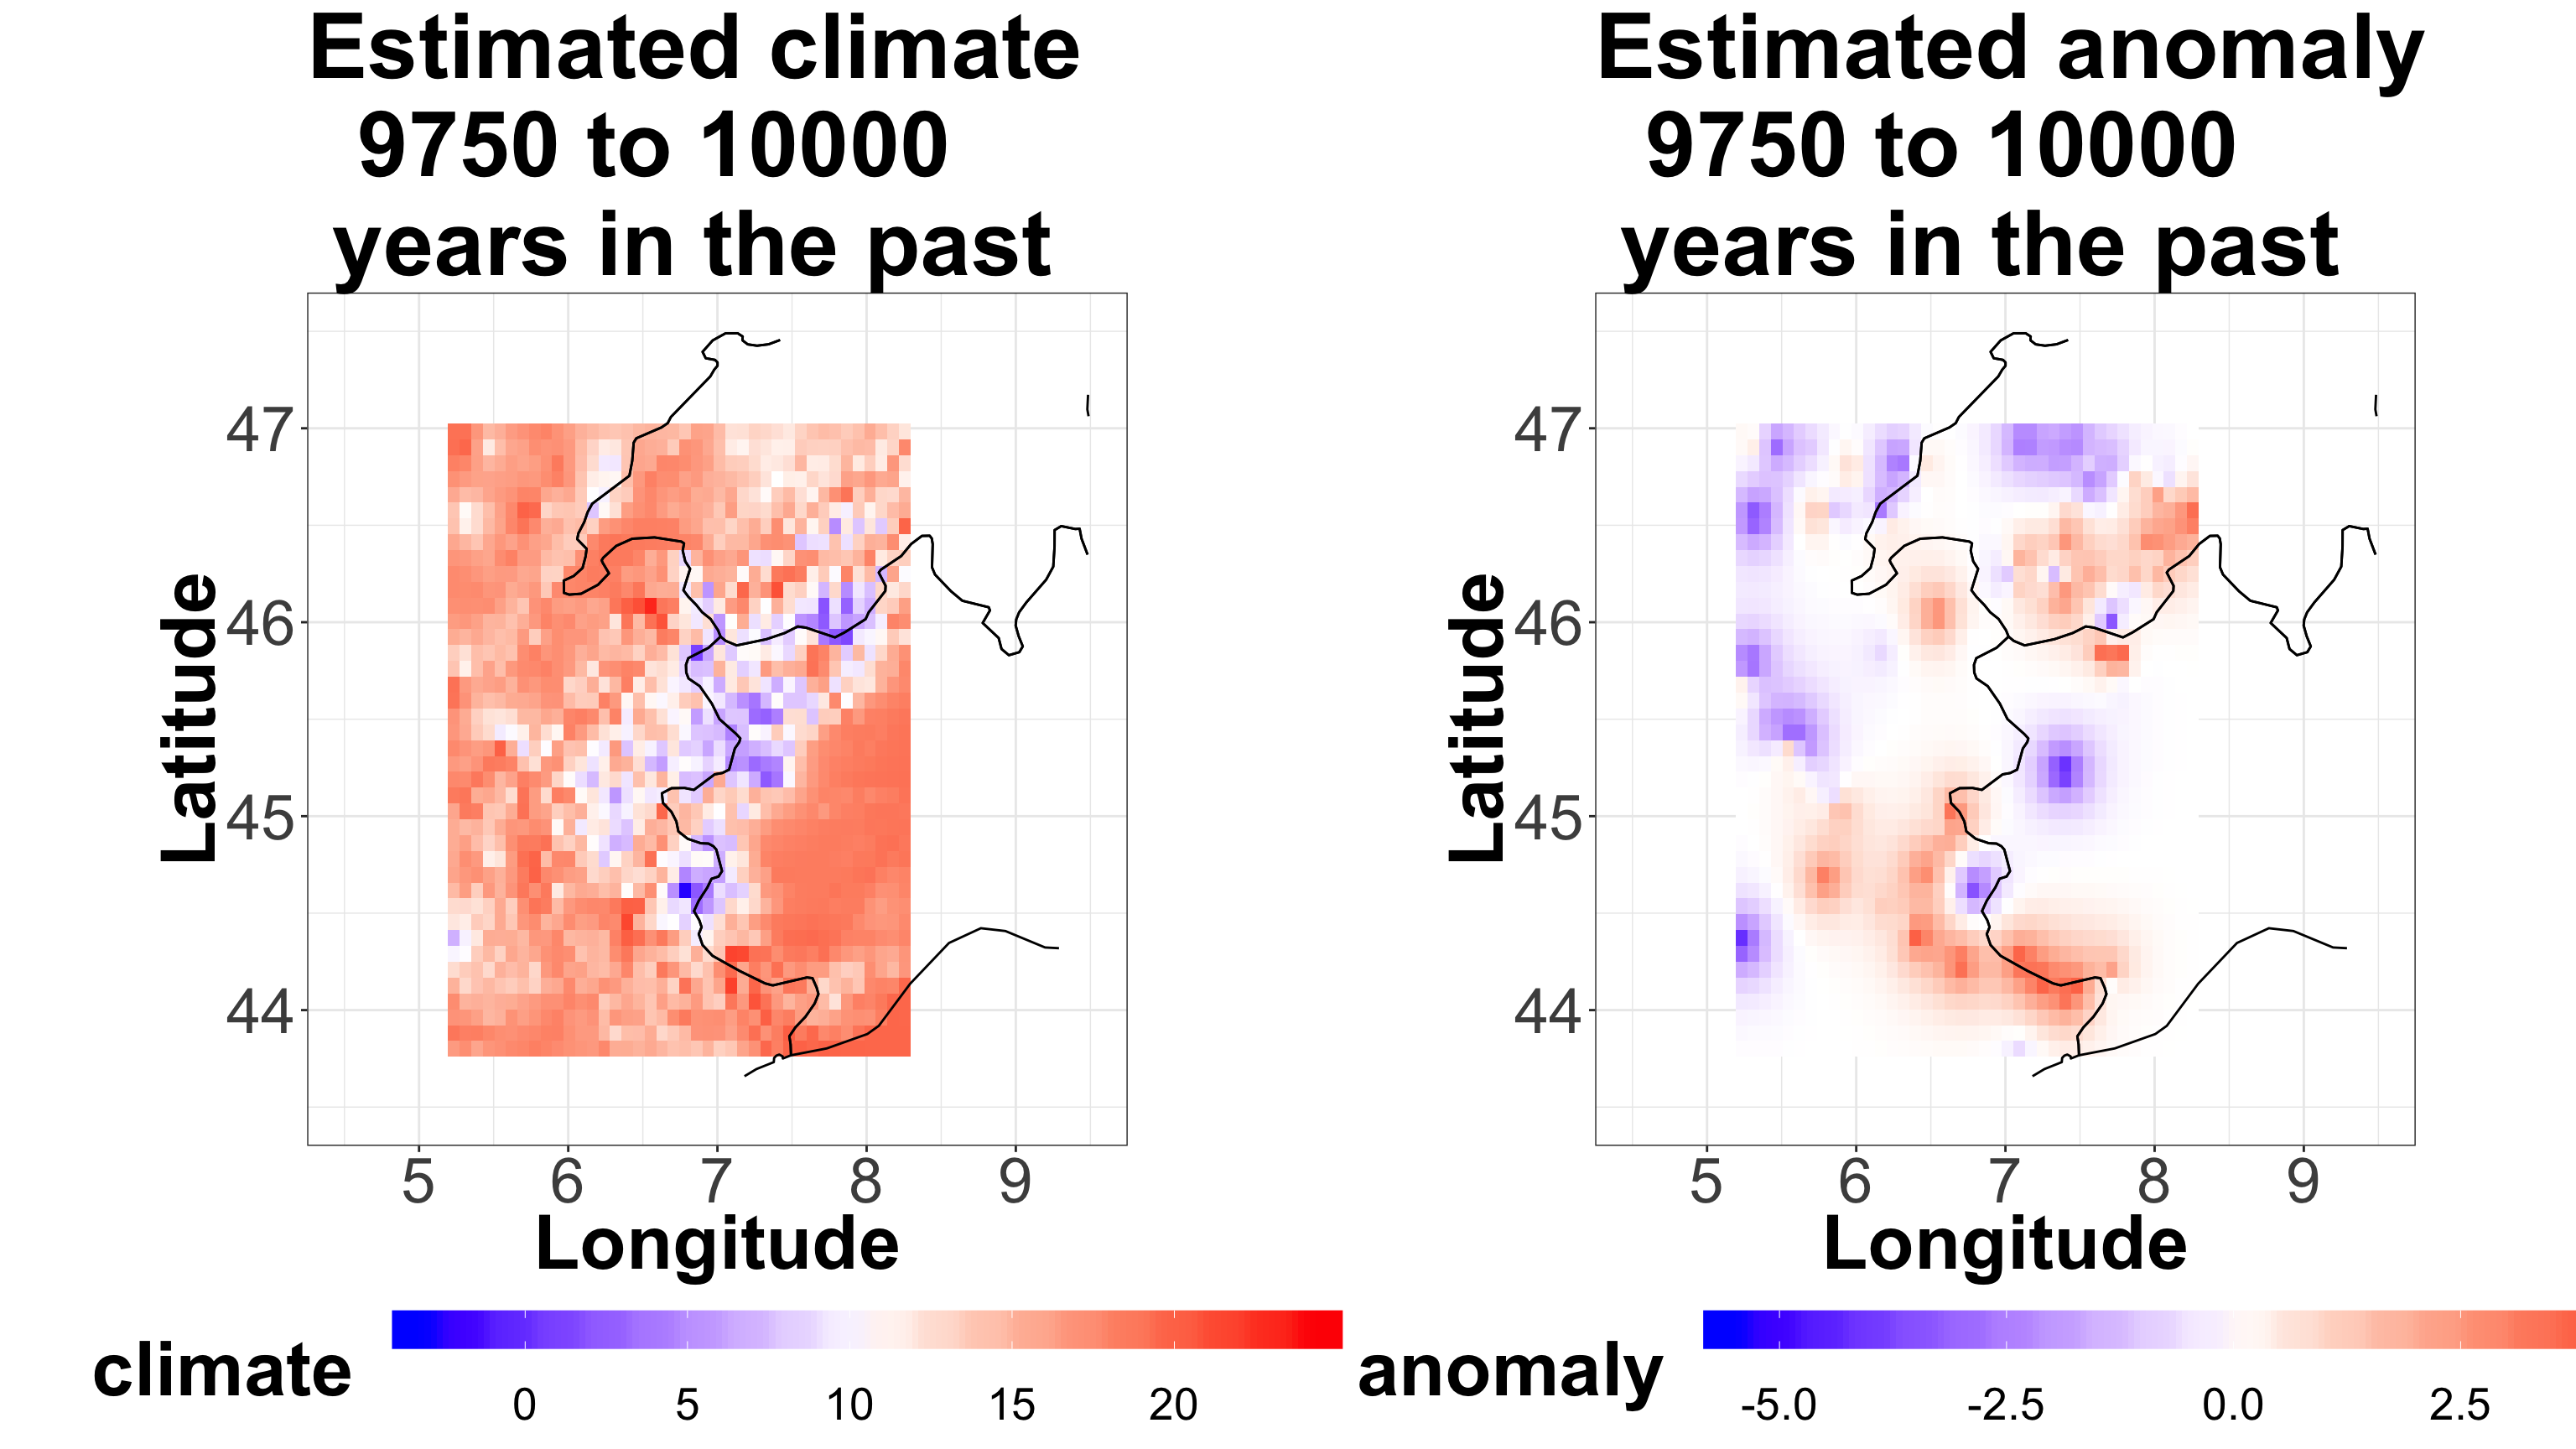 Estimated climate
9750 to 10000
years in the past
Latitude
47
46
45
44
5 6 7 8 9
Longitude
climate
0 5 10 15 20
Estimated anomaly
9750 to 10000
years in the past
Latitude
47
46
45
44
5 6 7 8 9
Longitude
anomaly
-5.0 -2.5 0.0 2.5